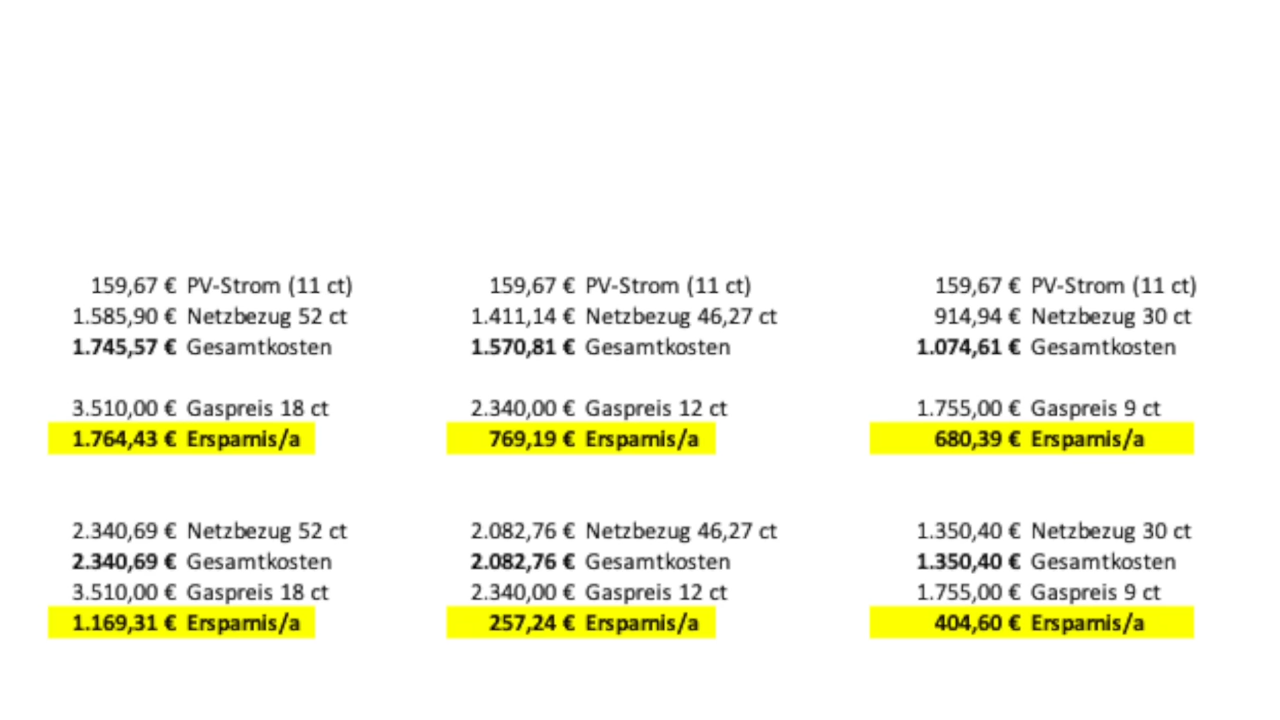 159,67 € PV-Strom (11 ct) 159,67 € PV-Strom (11 ct) 159,67 € PV-Strom (11 ct)
1.585,90 € Netzbezug 52 ct 1.411,14 € Netzbezug 46,27 ct 914,94 € Netzbezug 30 ct
1.745,57 € Gesamtkosten 1.570,81 € Gesamtkosten 1.074,61 € Gesamtkosten
3.510,00 € Gaspreis 18 ct 2.340,00 € Gaspreis 12 ct 1.755,00 € Gaspreis 9 ct
1.764,43 € Ersparnis/a 769,19 € Ersparnis/a 680,39 € Ersparnis/a
2.340,69 € Netzbezug 52 ct 2.082,76 € Netzbezug 46,27 ct 1.350,40 € Netzbezug 30 ct
2.340,69 € Gesamtkosten 2.082,76 € Gesamtkosten 1.350,40 € Gesamtkosten
3.510,00 € Gaspreis 18 ct 2.340,00 € Gaspreis 12 ct 1.755,00 € Gaspreis 9 ct
1.169,31 € Ersparnis/a 257,24 € Ersparnis/a 404,60 € Ersparnis/a